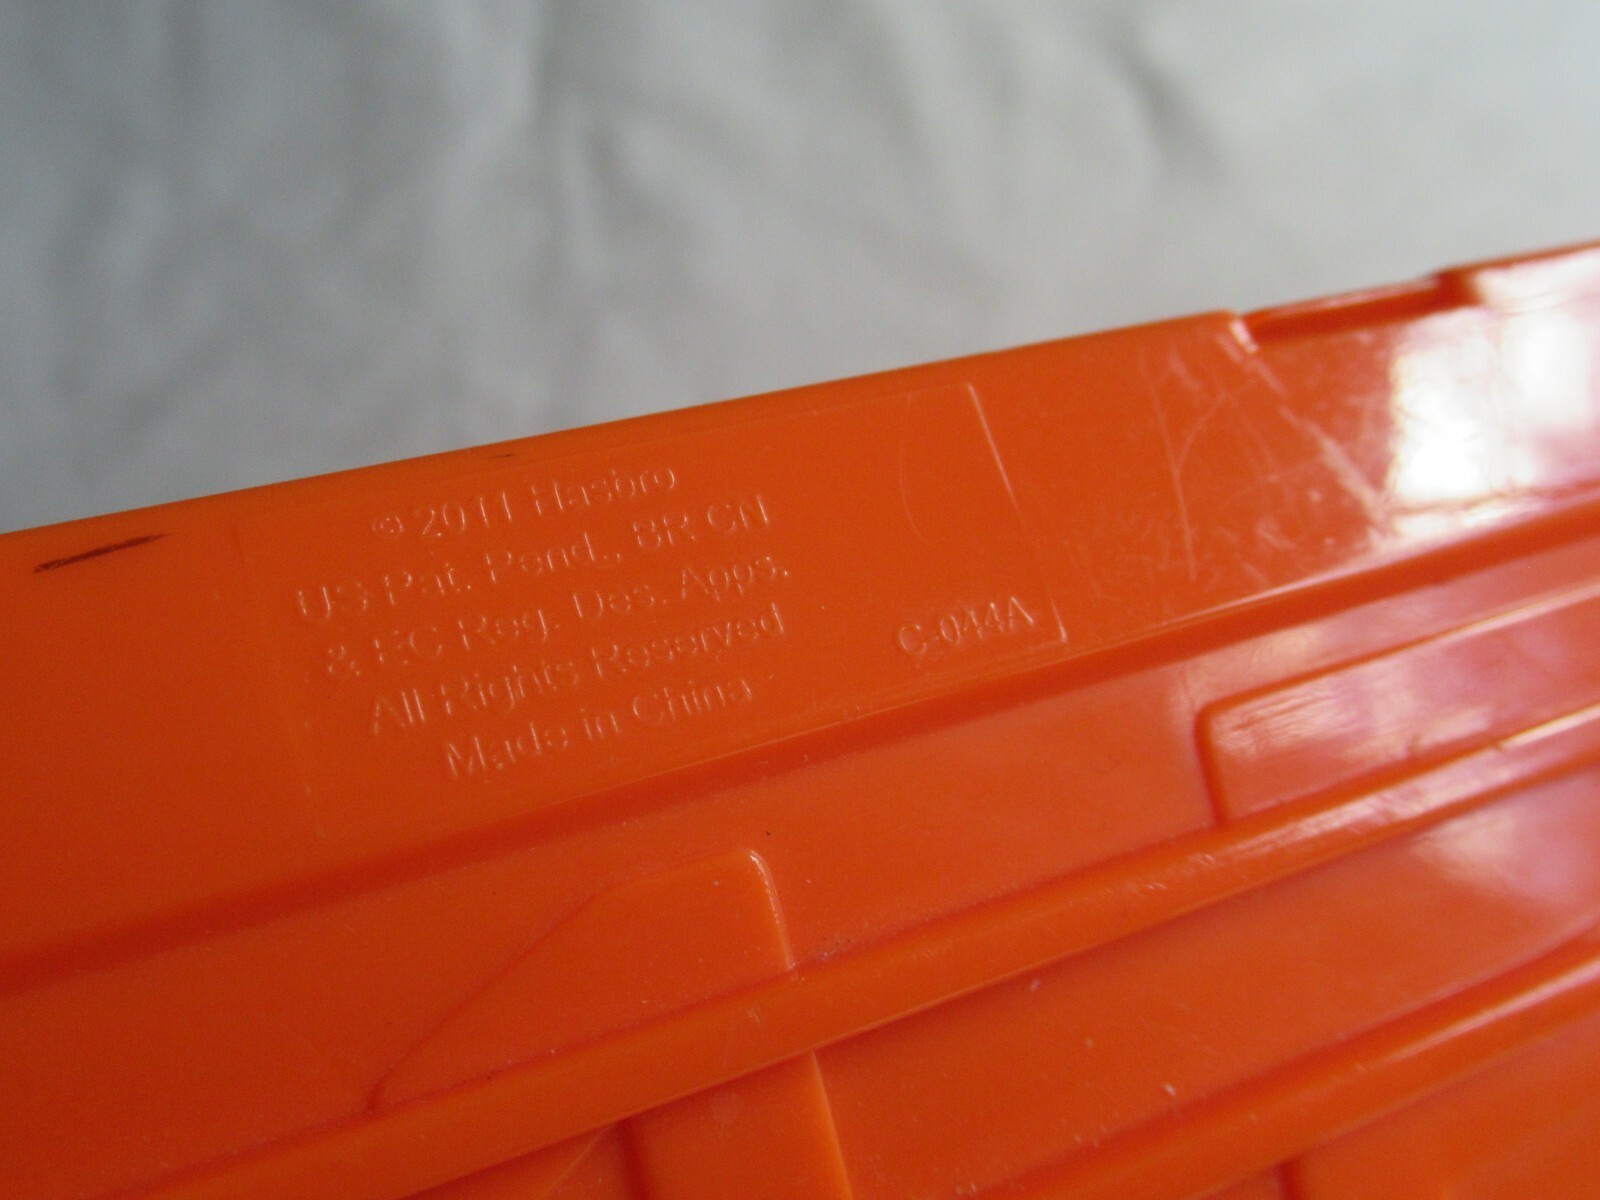 © 2011 Hasbro
US Pat. Pend., BR CN
& EC Reg. Des. Apps.
All Rights Reserved
Made in China
C-044A